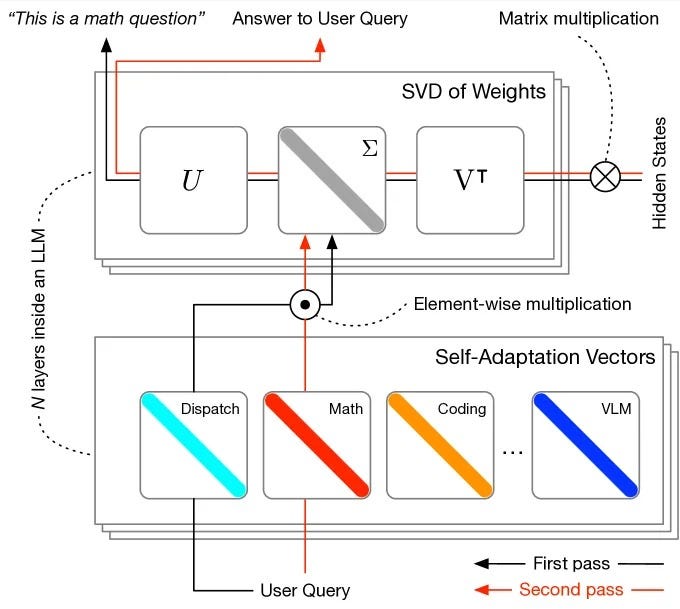 “This is a math question”
Answer to User Query
Matrix multiplication
SVD of Weights
U
Σ
V⊤
Hidden States
N layers inside an LLM
Element-wise multiplication
Self-Adaptation Vectors
Dispatch
Math
Coding
...
VLM
First pass
User Query
Second pass